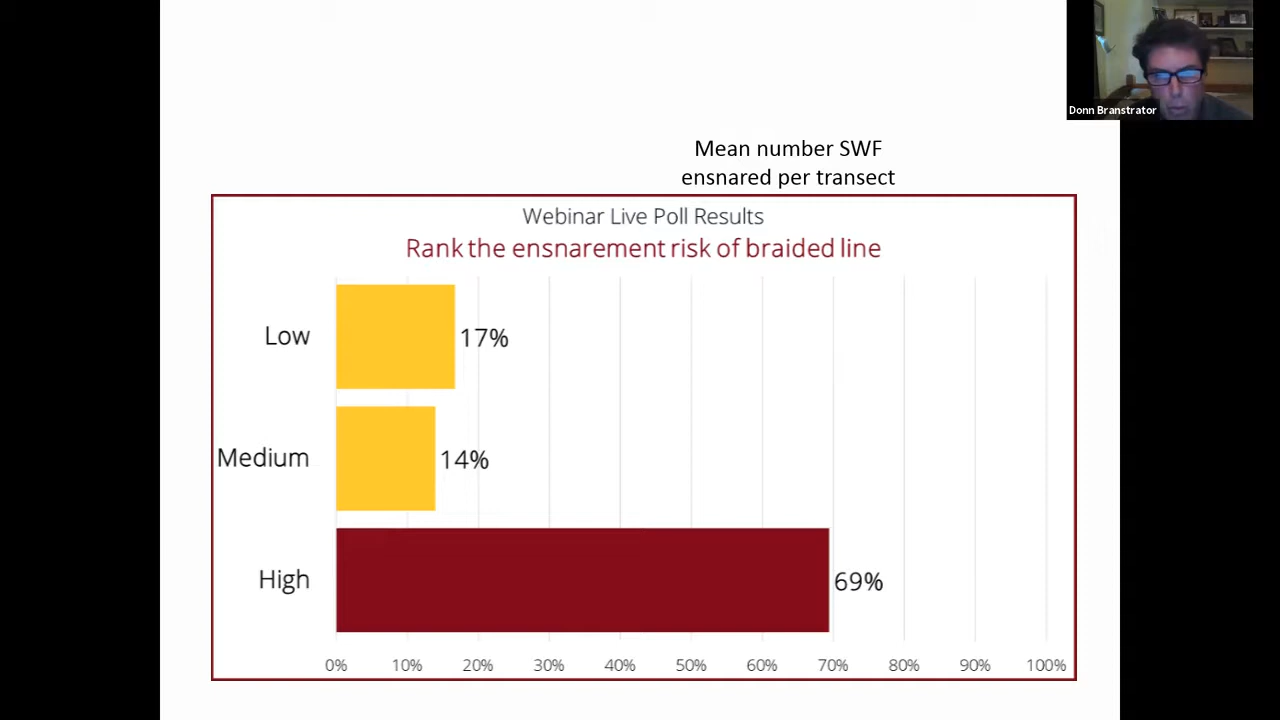 Donn Branstrator
Mean number SWF
ensnared per transect
Webinar Live Poll Results
Rank the ensnarement risk of braided line
Low
17%
Medium
14%
High
69%
0% 10% 20% 30% 40% 50% 60% 70% 80% 90% 100%